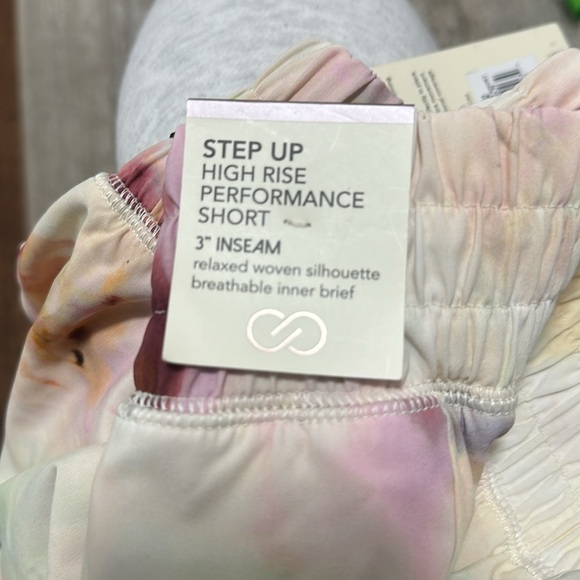 STEP UP
HIGH RISE
PERFORMANCE
SHORT
3" INSEAM
relaxed woven silhouette
breathable inner brief